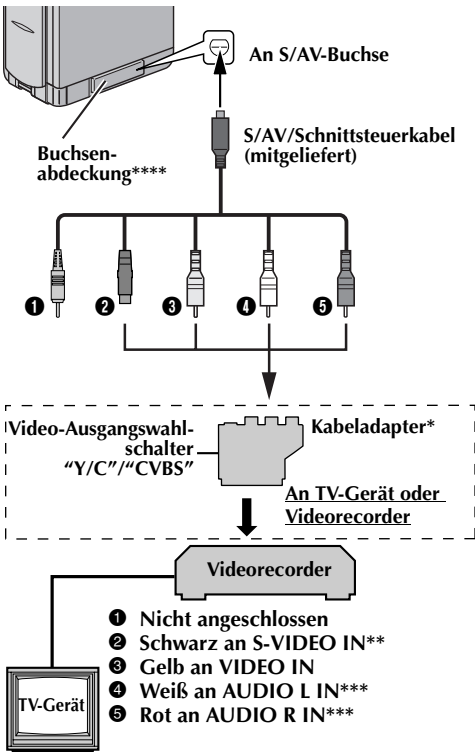 An S/AV-Buchse
Buchsen-
abdeckung****
S/AV/Schnittsteuerkabel
(mitgeliefert)
❶ ❷ ❸ ❹ ❺
Video-Ausgangswahl-
schalter
“Y/C”/“CVBS”
Kabeladapter*
An TV-Gerät oder
Videorecorder
Videorecorder
TV-Gerät
❶ Nicht angeschlossen
❷ Schwarz an S-VIDEO IN**
❸ Gelb an VIDEO IN
❹ Weiß an AUDIO L IN***
❺ Rot an AUDIO R IN***